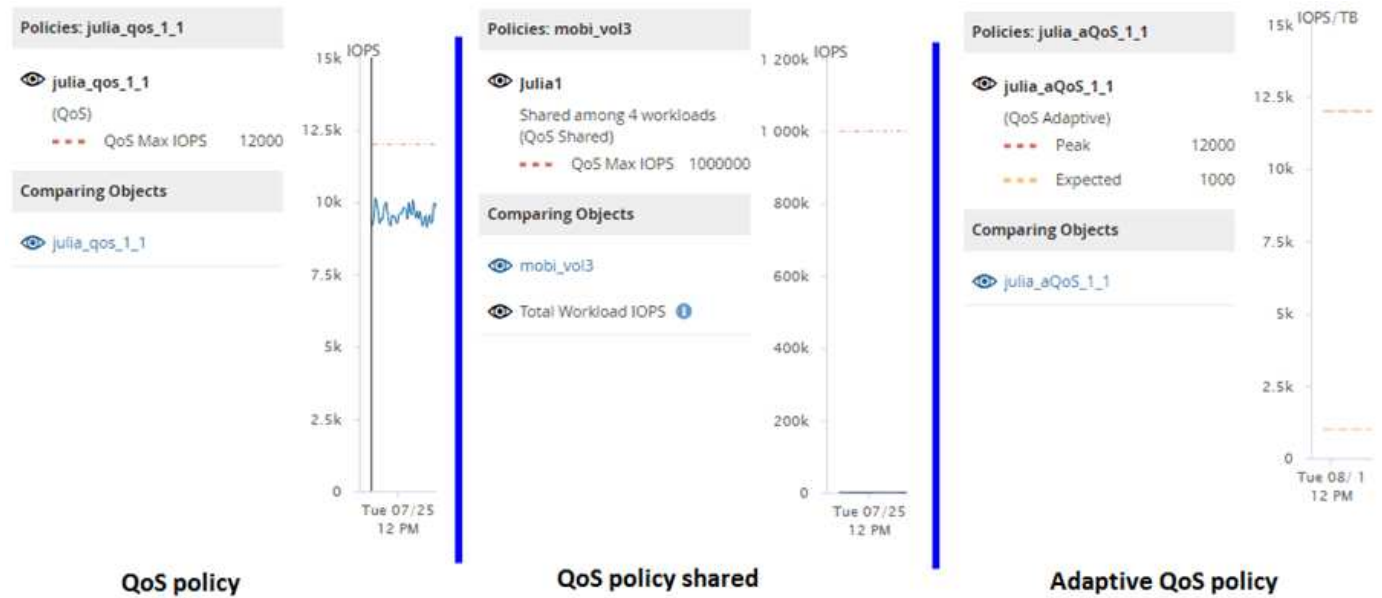 Policies: julia_qos_1_1
julia_qos_1_1
(QoS)
QoS Max IOPS 12000
Comparing Objects
julia_qos_1_1
IOPS
15k
12.5k
10k
7.5k
5k
2.5k
0
Tue 07/25
12 PM
QoS policy
Policies: mobi_vol3
Julia1
Shared among 4 workloads
(QoS Shared)
QoS Max IOPS 1000000
Comparing Objects
mobi_vol3
Total Workload IOPS i
IOPS
1 200k
1 000k
800k
600k
400k
200k
0
Tue 07/25
12 PM
QoS policy shared
Policies: julia_aQoS_1_1
julia_aQoS_1_1
(QoS Adaptive)
Peak 12000
Expected 1000
Comparing Objects
julia_aQoS_1_1
IOPS/TB
15k
12.5k
10k
7.5k
5k
2.5k
0
Tue 08/ 1
12 PM
Adaptive QoS policy